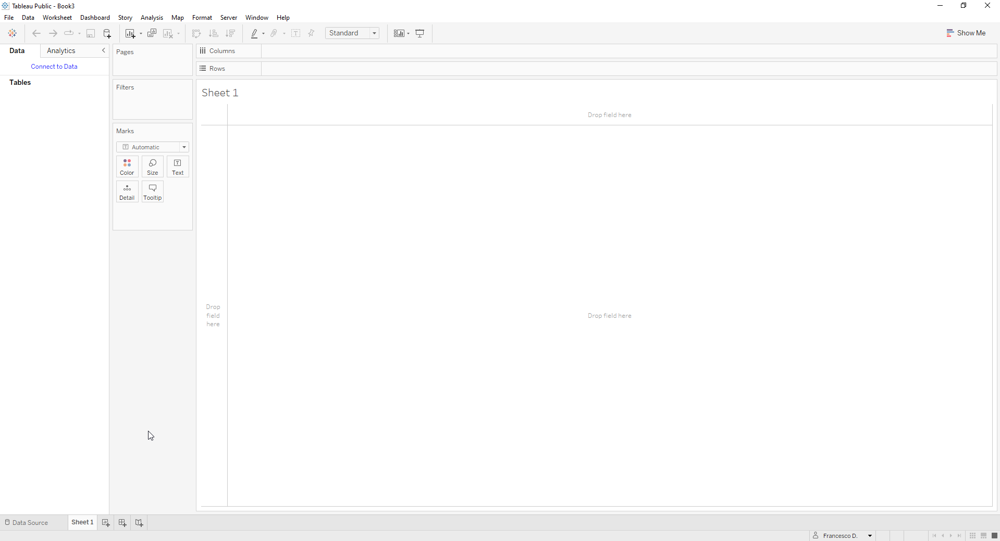 Tableau Public - Book3
File Data Worksheet Dashboard Story Analysis Map Format Server Window Help
Standard
Show Me
Data Analytics
Connect to Data
Tables
Pages
Filters
Marks
Automatic
Color Size Text
Detail Tooltip
Columns
Rows
Sheet 1
Drop field here
Drop
field
here
Drop field here
Data Source Sheet 1
Francesco D.